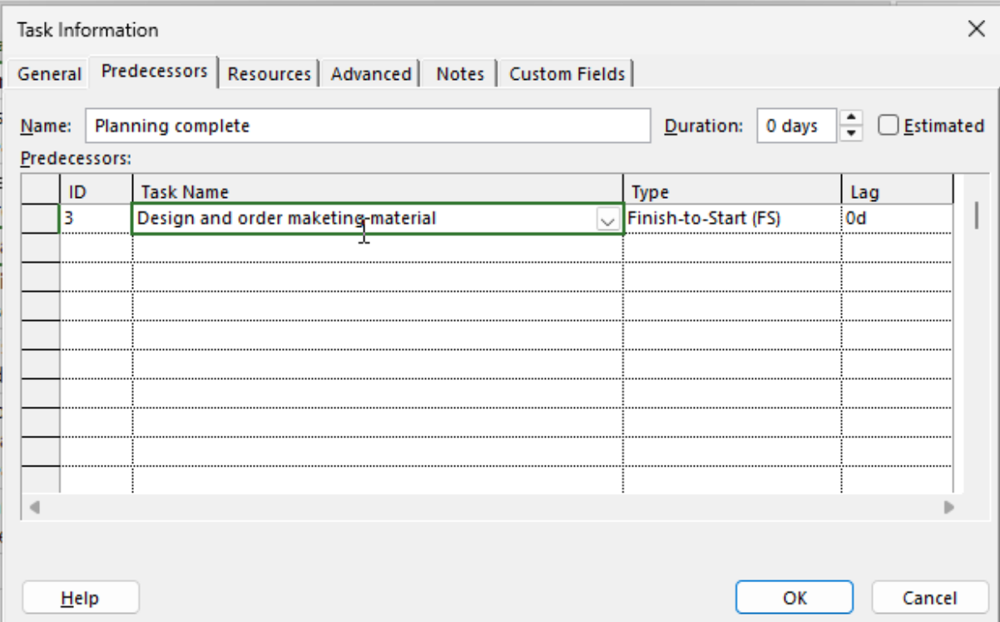 Task Information
General Predecessors Resources Advanced Notes Custom Fields
Name: Planning complete Duration: 0 days Estimated
Predecessors:
ID Task Name Type Lag
3 Design and order maketing material Finish-to-Start (FS) 0d
Help OK Cancel